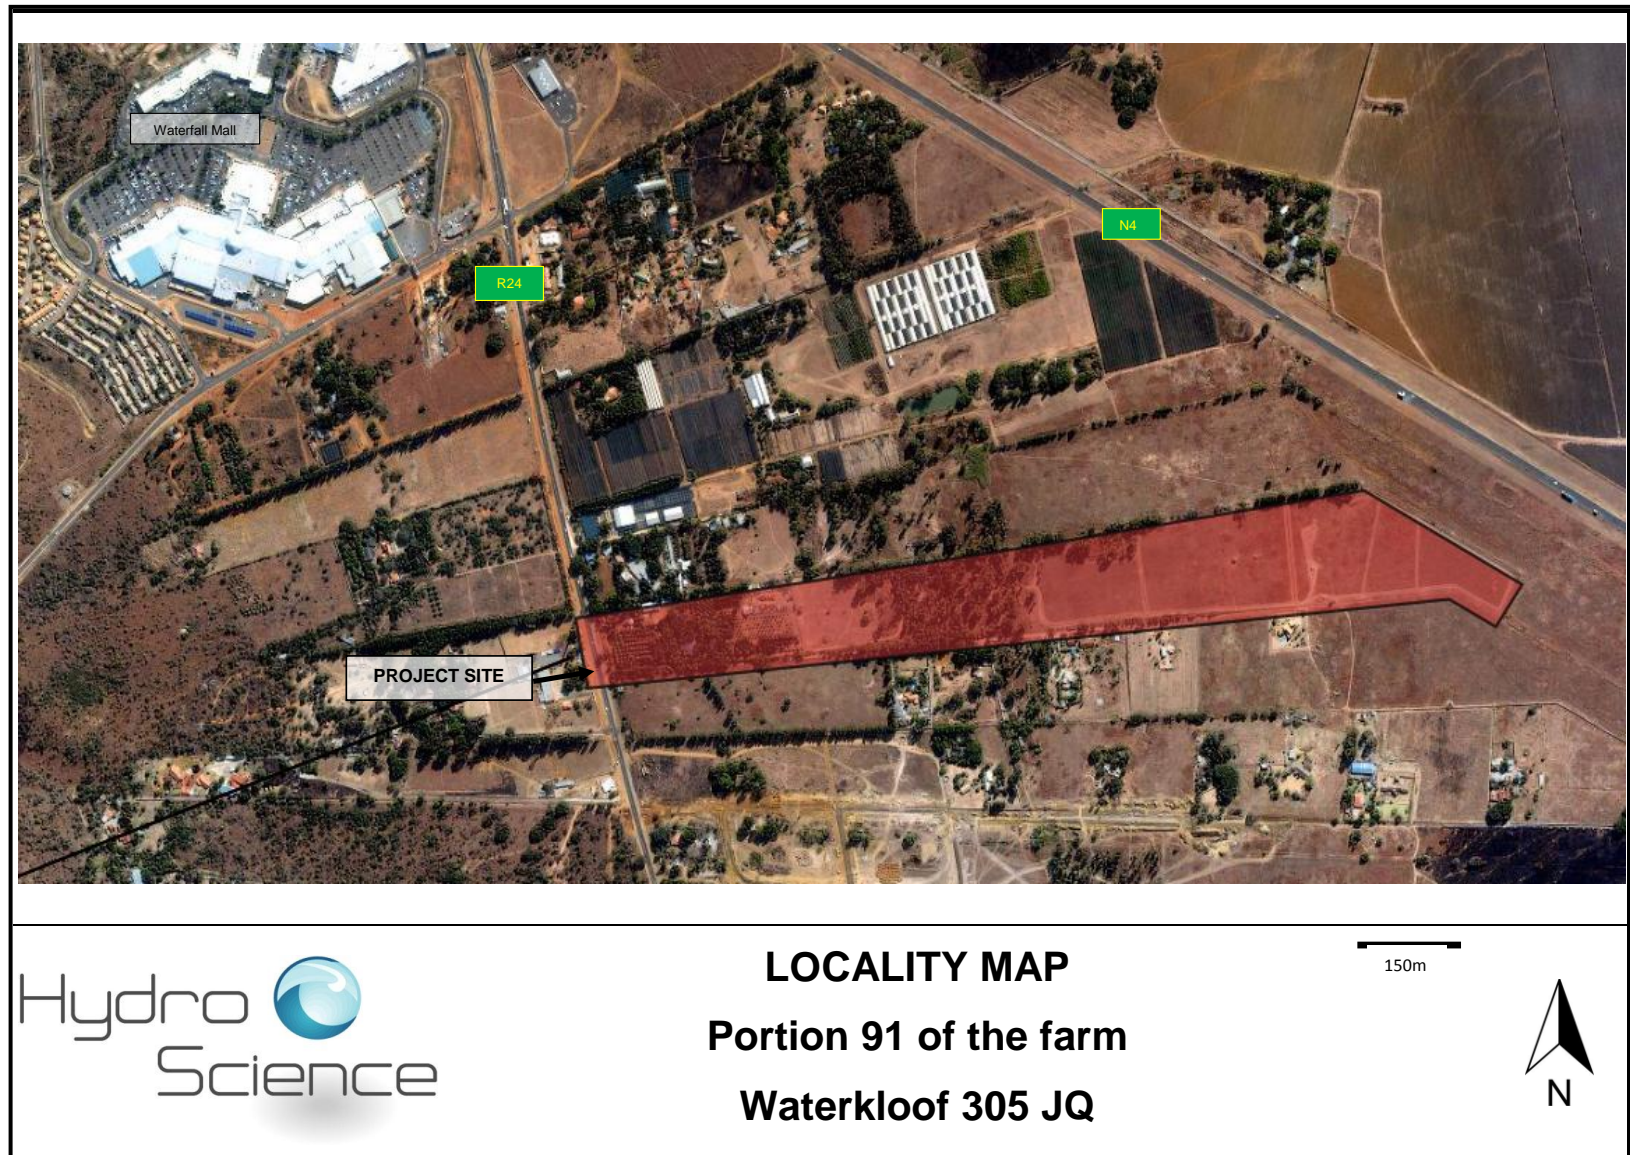 Waterfall Mall
N4
R24
PROJECT SITE
Hydro
Science
LOCALITY MAP
Portion 91 of the farm
Waterkloof 305 JQ
150m
N